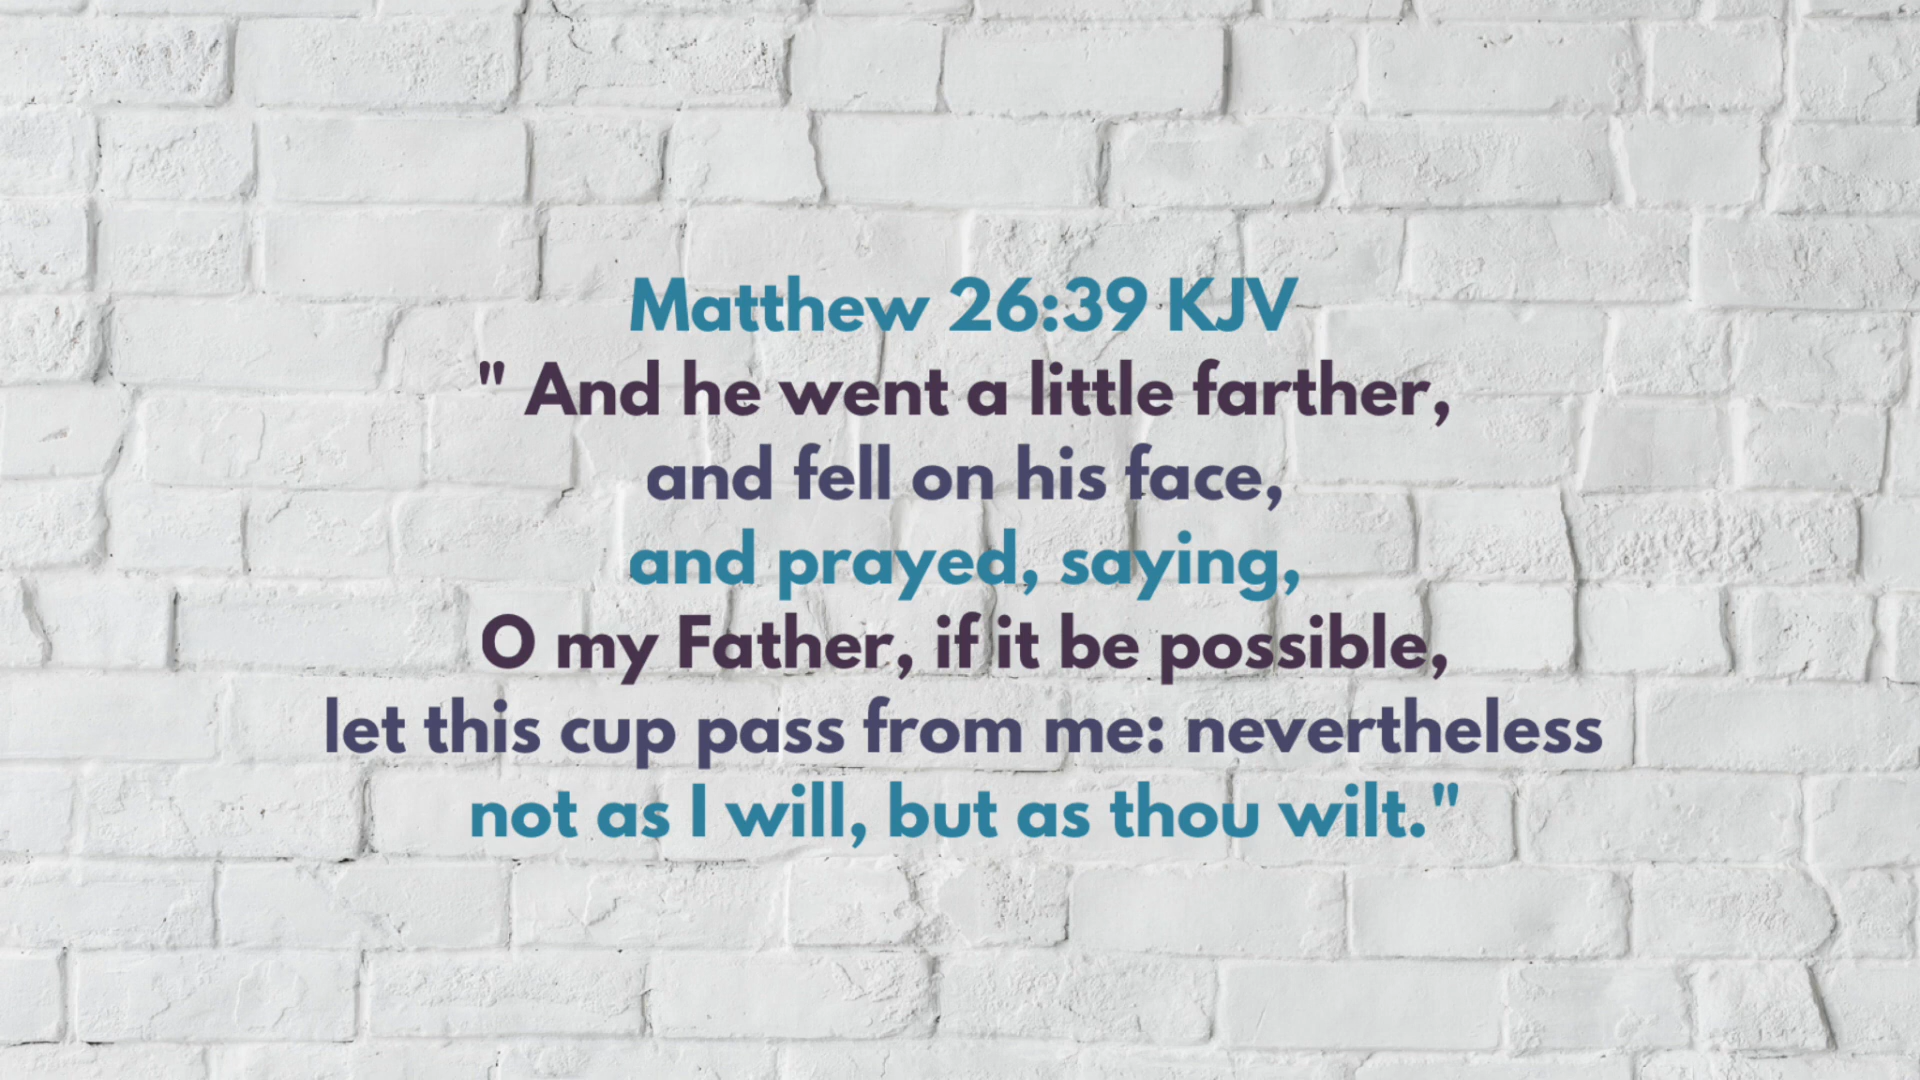 Matthew 26:39 KJV
" And he went a little farther,
and fell on his face,
and prayed, saying,
O my Father, if it be possible,
let this cup pass from me: nevertheless
not as I will, but as thou wilt."